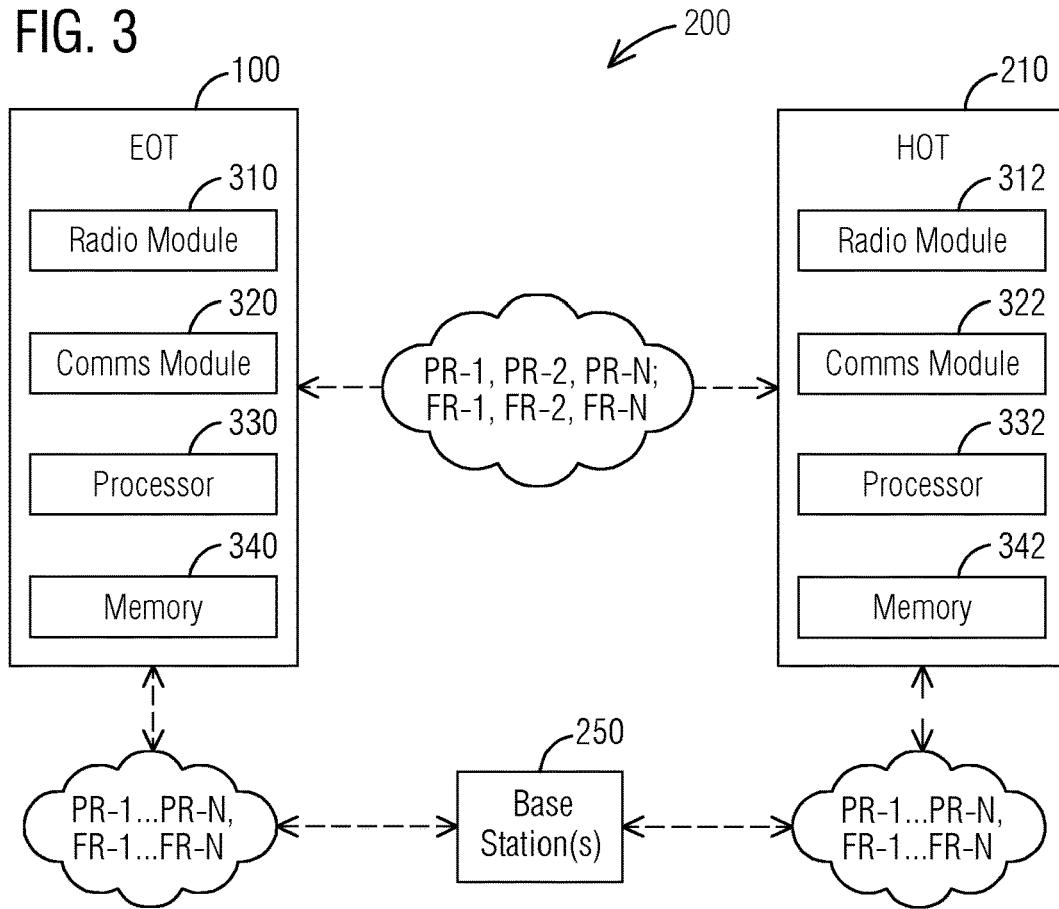 FIG. 3
200
100
210
EOT
HOT
310
312
Radio Module
Radio Module
320
322
Comms Module
Comms Module
PR-1, PR-2, PR-N;
FR-1, FR-2, FR-N
330
332
Processor
Processor
340
342
Memory
Memory
250
PR-1...PR-N,
FR-1...FR-N
Base
Station(s)
PR-1...PR-N,
FR-1...FR-N